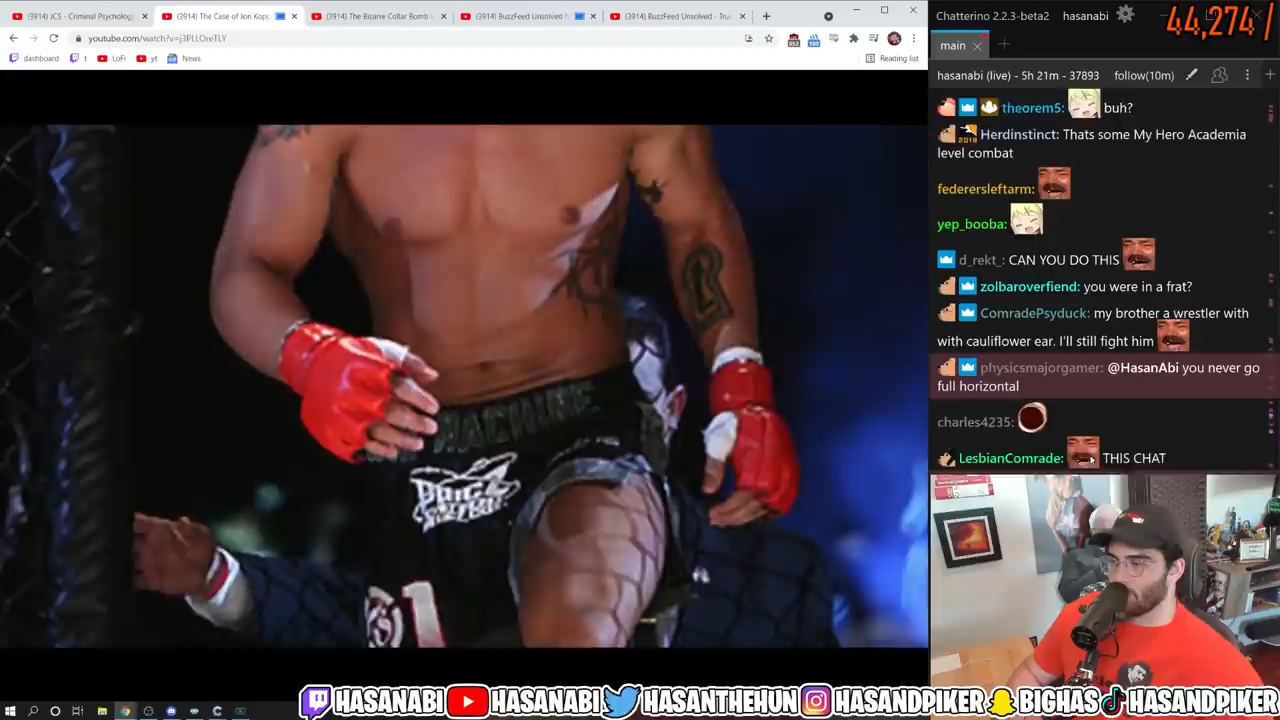 (3914) JCS - Criminal Psycholog
(3914) The Case of Jon Kopp
(3914) The Bizarre Collar Bomb
(3914) BuzzFeed Unsolved
(3914) BuzzFeed Unsolved - Tru
youtube.com/watch?v=j3PLLOreTLY
dashboard
t
LoFi
yt
News
Reading list
Chatterino 2.2.3-beta2
hasanabi
44,274 /
main
hasanabi (live) - 5h 21m - 37893
follow(10m)
theorem5: buh?
Herdinstinct: Thats some My Hero Academia
level combat
federersleftarm:
yep_booba:
d_rekt_: CAN YOU DO THIS
zolbaroverfiend: you were in a frat?
ComradePsyduck: my brother a wrestler with
with cauliflower ear. I'll still fight him
physicsmajorgamer: @HasanAbi you never go
full horizontal
charles4235:
LesbianComrade: THIS CHAT
MACHINE
HASANABI
HASANABI
HASANTHEHUN
HASANDPIKER
BIGHAS
HASANDPIKER